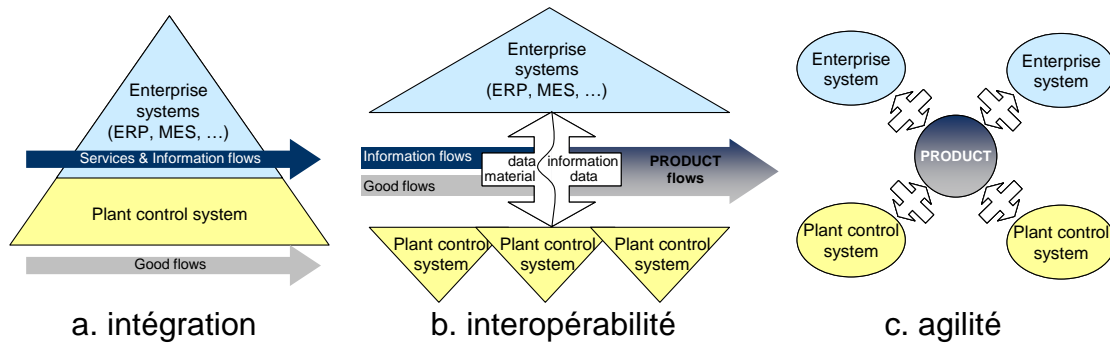 Enterprise
systems
(ERP, MES, …)
Services & Information flows
Plant control system
Good flows
a. intégration
Enterprise
systems
(ERP, MES, …)
Information flows
Good flows
data
material
information
data
PRODUCT
flows
Plant control
system
Plant control
system
Plant control
system
b. interopérabilité
Enterprise
system
Enterprise
system
PRODUCT
Plant control
system
Plant control
system
c. agilité